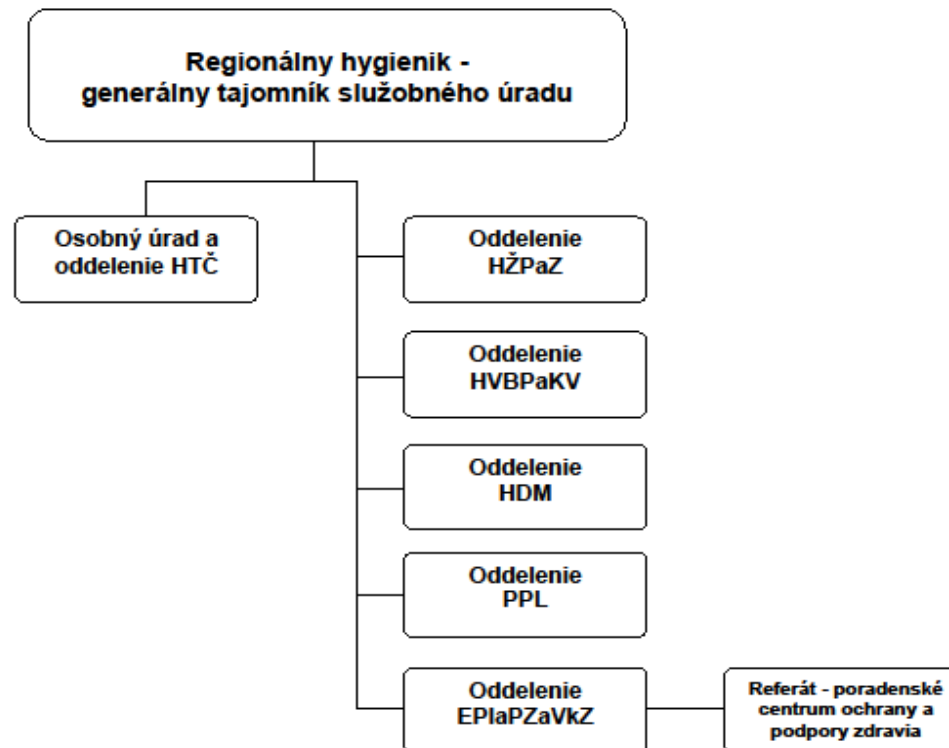 Regionálny hygienik -
generálny tajomník služobného úradu
Osobný úrad a
oddelenie HTČ
Oddelenie
HŽPaZ
Oddelenie
HVBPaKV
Oddelenie
HDM
Oddelenie
PPL
Oddelenie
EPIaPZaVkZ
Referát - poradenské
centrum ochrany a
podpory zdravia